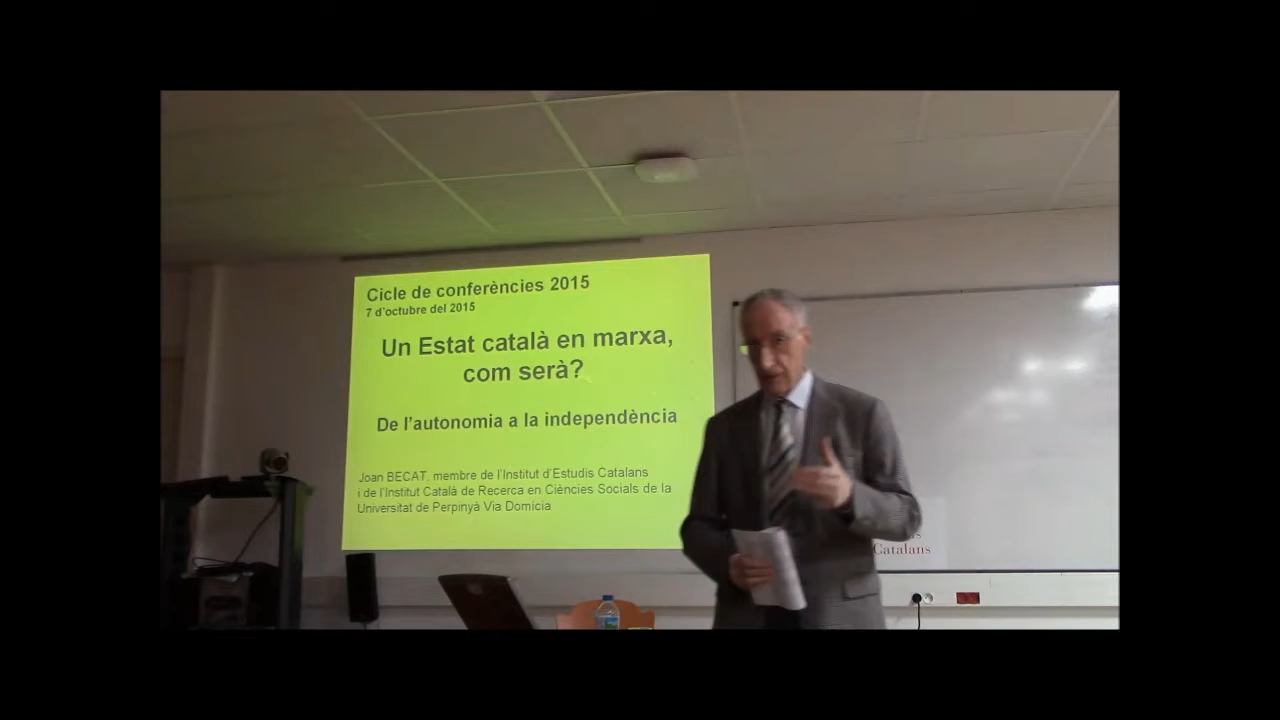 Cicle de conferències 2015
7 d'octubre del 2015
Un Estat català en marxa,
com serà?
De l'autonomia a la independència
Joan BECAT, membre de l'Institut d'Estudis Catalans
i de l'Institut Català de Recerca en Ciències Socials de la
Universitat de Perpinyà Via Domícia
Catalans